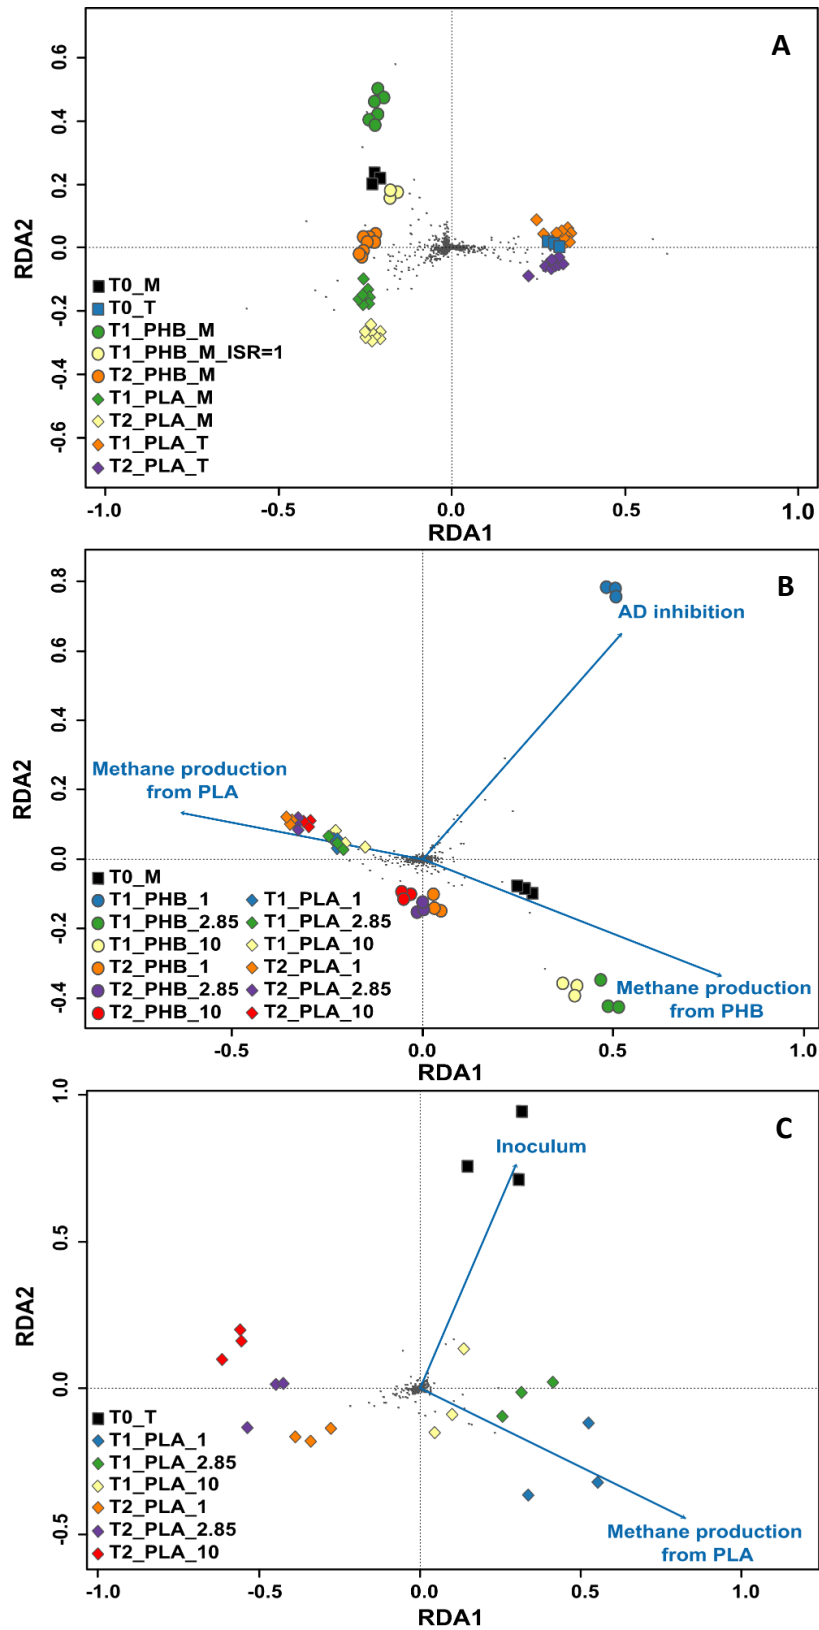 A
0.6
0.4
0.2
0.0
-0.2
-0.4
-0.6
RDA2
T0_M
T0_T
T1_PHB_M
T1_PHB_M_ISR=1
T2_PHB_M
T1_PLA_M
T2_PLA_M
T1_PLA_T
T2_PLA_T
-1.0 -0.5 0.0 0.5 1.0
RDA1
B
0.8
0.6
0.4
0.2
0.0
-0.2
-0.4
RDA2
AD inhibition
Methane production
from PLA
Methane production
from PHB
T0_M
T1_PHB_1 T1_PLA_1
T1_PHB_2.85 T1_PLA_2.85
T1_PHB_10 T1_PLA_10
T2_PHB_1 T2_PLA_1
T2_PHB_2.85 T2_PLA_2.85
T2_PHB_10 T2_PLA_10
-0.5 0.0 0.5 1.0
RDA1
C
1.0
0.5
0.0
-0.5
RDA2
Inoculum
Methane production
from PLA
T0_T
T1_PLA_1
T1_PLA_2.85
T1_PLA_10
T2_PLA_1
T2_PLA_2.85
T2_PLA_10
-1.0 -0.5 0.0 0.5 1.0
RDA1